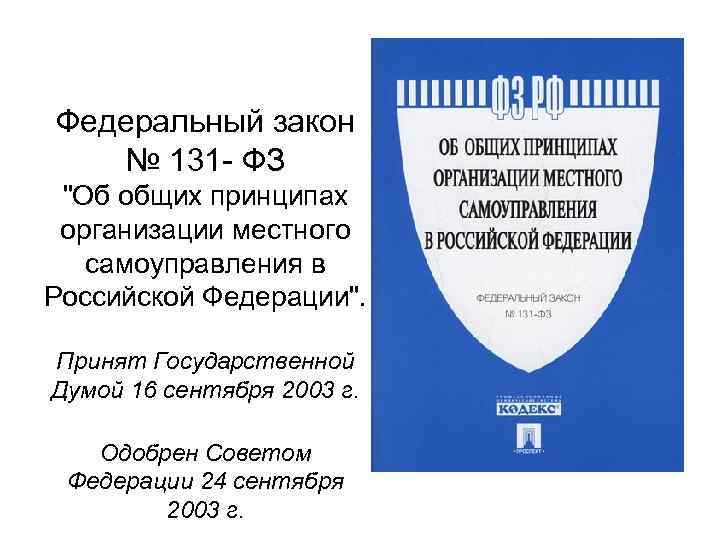 Федеральный закон
№ 131- ФЗ
"Об общих принципах
организации местного
самоуправления в
Российской Федерации".
Принят Государственной
Думой 16 сентября 2003 г.
Одобрен Советом
Федерации 24 сентября
2003 г.
ФЗ РФ
ОБ ОБЩИХ ПРИНЦИПАХ
ОРГАНИЗАЦИИ МЕСТНОГО
САМОУПРАВЛЕНИЯ
В РОССИЙСКОЙ ФЕДЕРАЦИИ
ФЕДЕРАЛЬНЫЙ ЗАКОН
№ 131-ФЗ
КОДЕКС
ПРОСПЕКТ